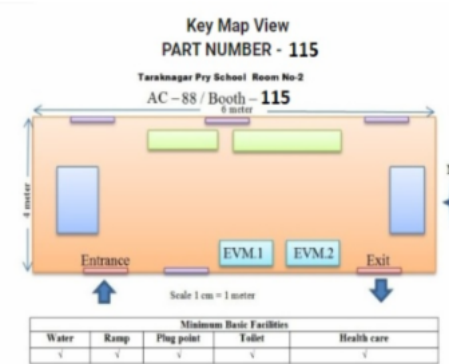 Key Map View
PART NUMBER - 115
Taraknagar Pry School Room No-2
AC – 88 / Booth – 115
6 meter
4 meter
EVM.1 EVM.2
Entrance Exit
Scale 1 cm = 1 meter
Minimum Basic Facilities
Water Ramp Plug point Toilet Health care
√ √ √ √ √